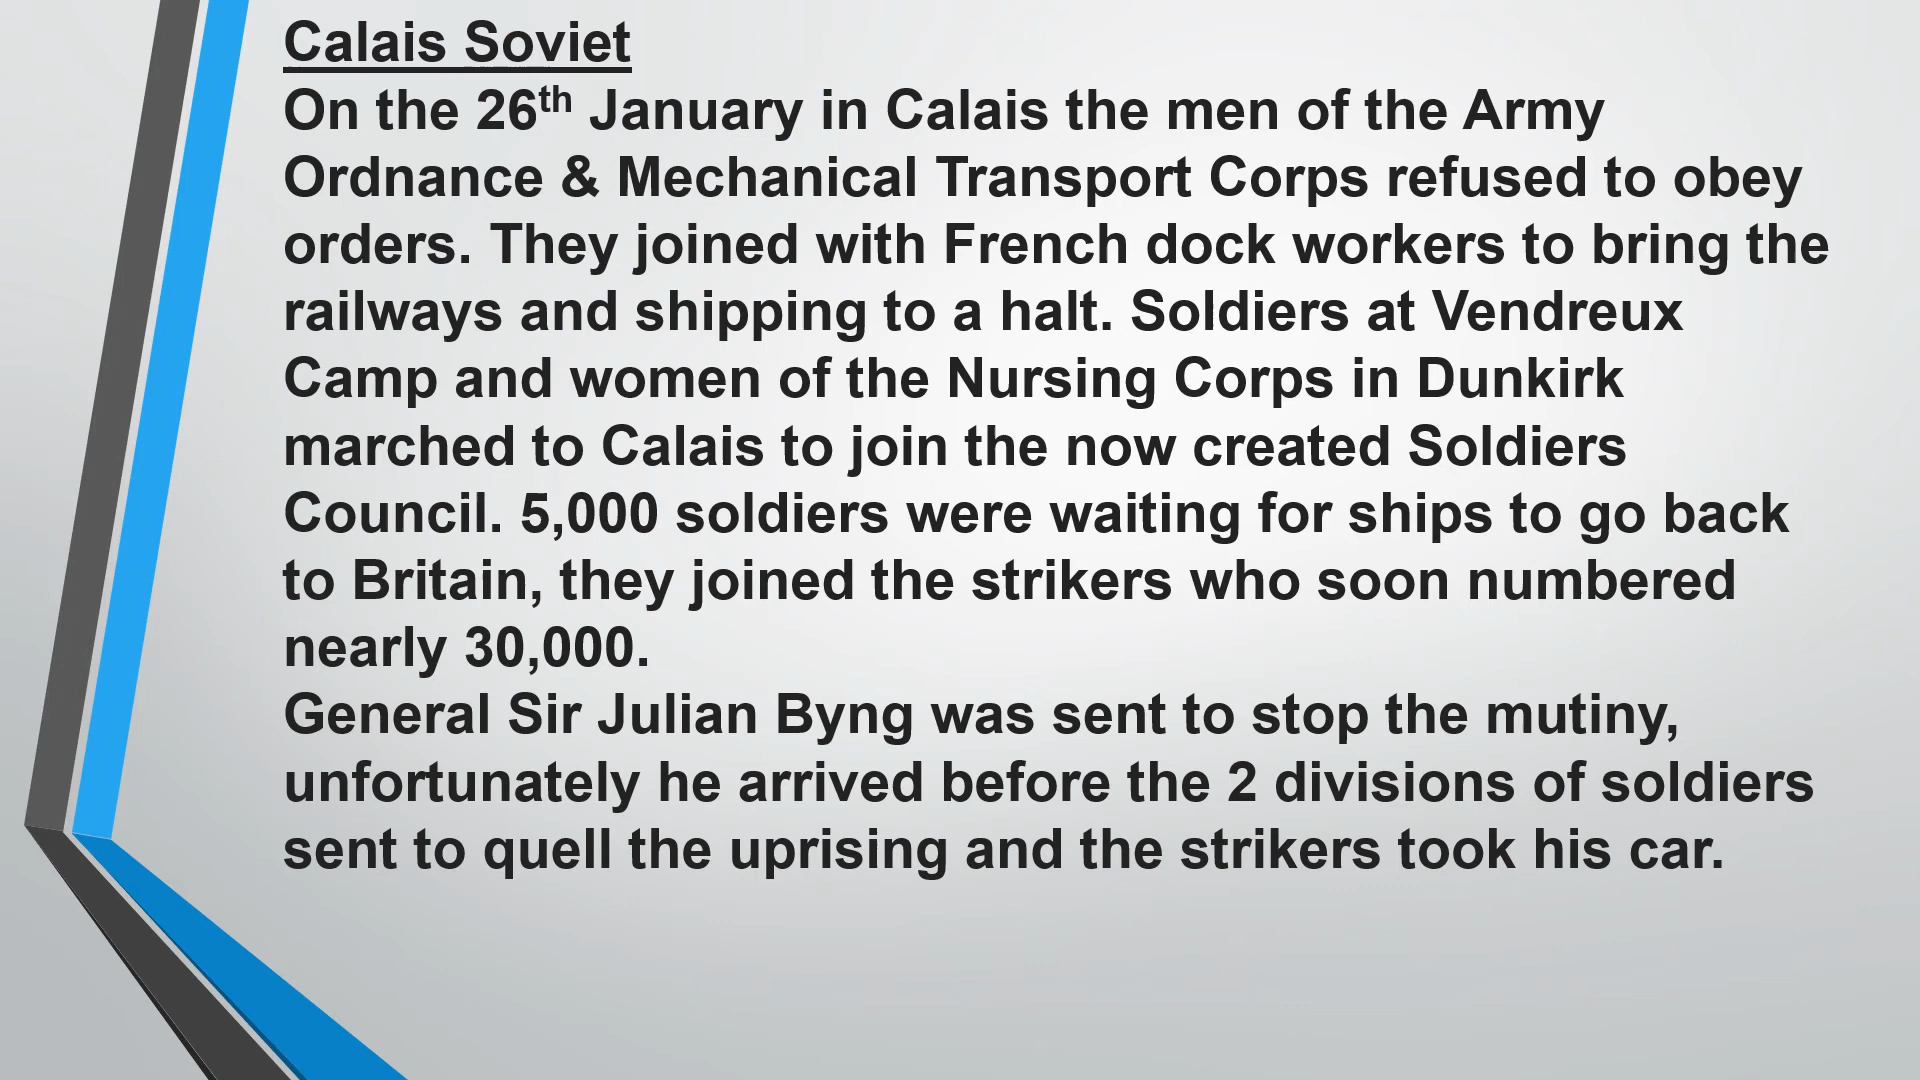 Calais Soviet
On the 26th January in Calais the men of the Army
Ordnance & Mechanical Transport Corps refused to obey
orders. They joined with French dock workers to bring the
railways and shipping to a halt. Soldiers at Vendreux
Camp and women of the Nursing Corps in Dunkirk
marched to Calais to join the now created Soldiers
Council. 5,000 soldiers were waiting for ships to go back
to Britain, they joined the strikers who soon numbered
nearly 30,000.
General Sir Julian Byng was sent to stop the mutiny,
unfortunately he arrived before the 2 divisions of soldiers
sent to quell the uprising and the strikers took his car.